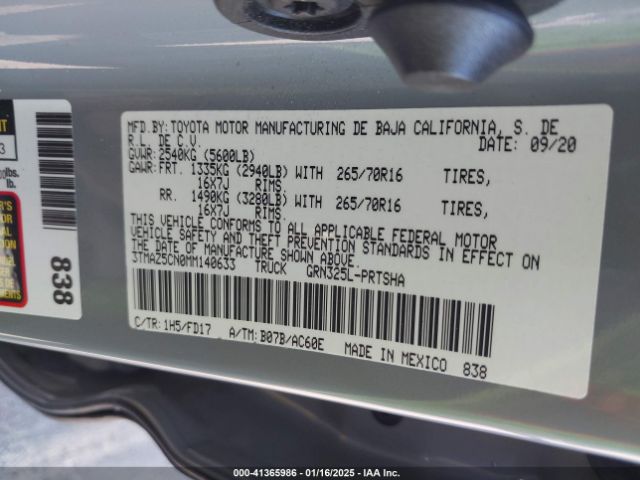 MFD.BY:TOYOTA MOTOR MANUFACTURING DE BAJA CALIFORNIA, S. DE
R.L. DE C.V. DATE: 09/20
GVWR: 2540KG (5600LB)
GAWR: FRT. 1335KG (2940LB) WITH 265/70R16 TIRES,
16X7J RIMS.
RR. 1490KG (3280LB) WITH 265/70R16 TIRES,
16X7J RIMS.
THIS VEHICLE CONFORMS TO ALL APPLICABLE FEDERAL MOTOR
VEHICLE SAFETY AND THEFT PREVENTION STANDARDS IN EFFECT ON
THE DATE OF MANUFACTURE SHOWN ABOVE.
3TMAZ5CN0MM140633 TRUCK GRN325L-PRTSHA
C/TR: 1H5/FD17 A/TM: B07B/AC60E MADE IN MEXICO 838
838
lb.
COIN: 41365986 | 01/16/2025 | IAA Inc.